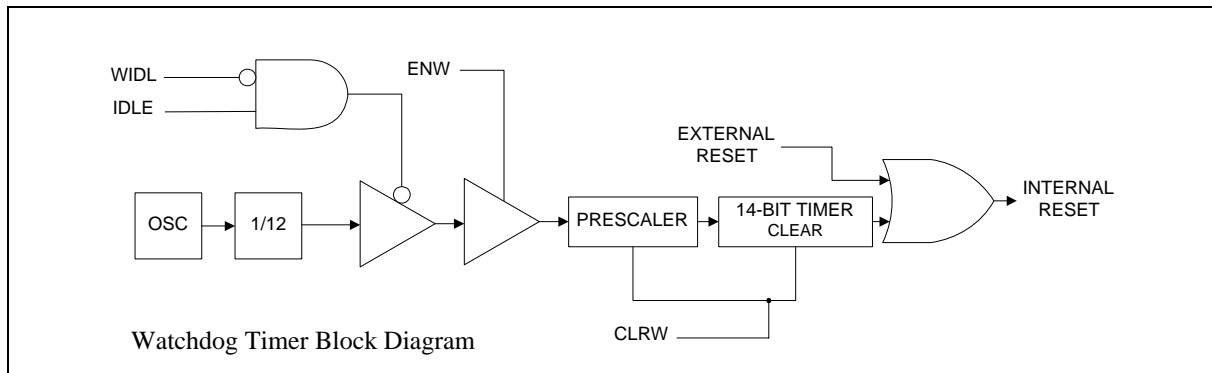 WIDL
IDLE
ENW
EXTERNAL
RESET
OSC
1/12
PRESCALER
14-BIT TIMER
CLEAR
INTERNAL
RESET
CLRW
Watchdog Timer Block Diagram